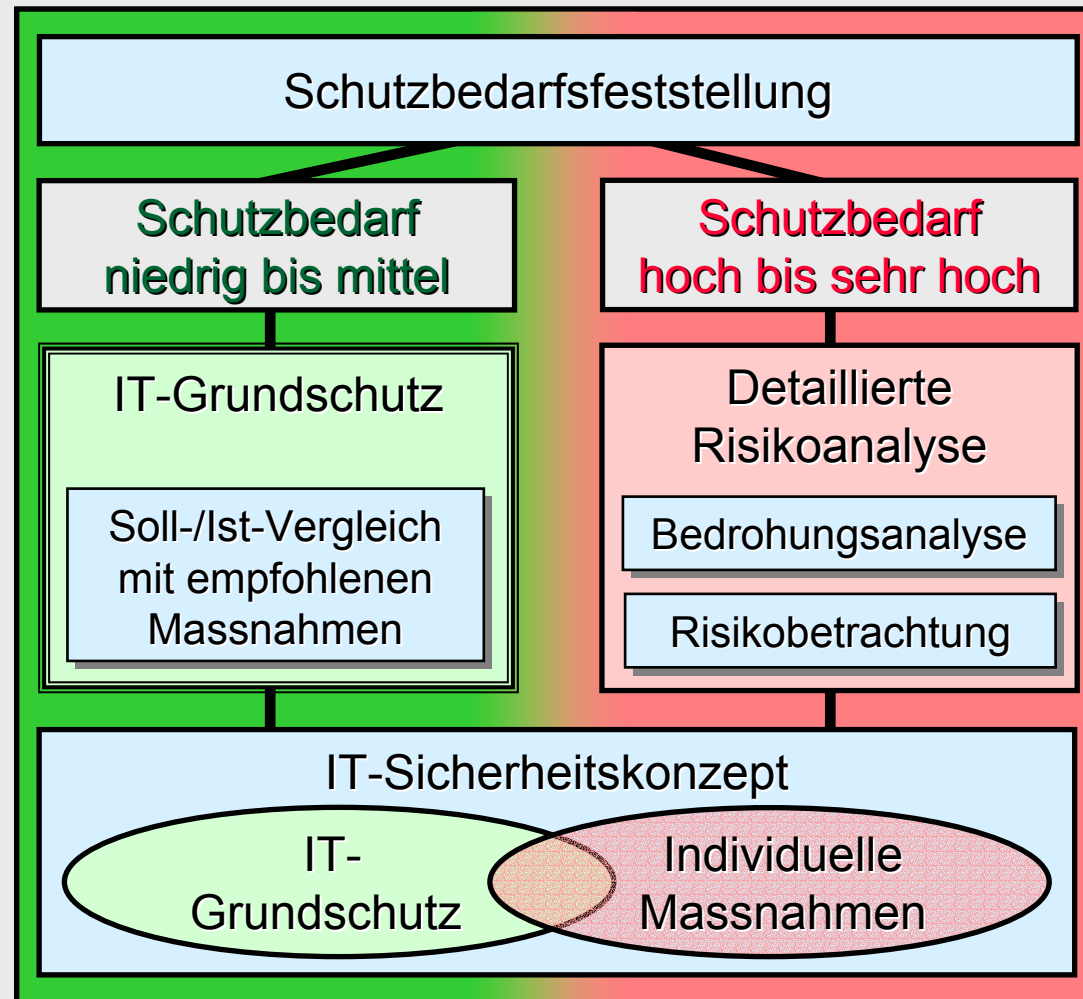 Schutzbedarfsfeststellung
Schutzbedarf
niedrig bis mittel
Schutzbedarf
hoch bis sehr hoch
IT-Grundschutz
Soll-/Ist-Vergleich
mit empfohlenen
Massnahmen
Detaillierte
Risikoanalyse
Bedrohungsanalyse
Risikobetrachtung
IT-Sicherheitskonzept
IT-
Grundschutz
Individuelle
Massnahmen